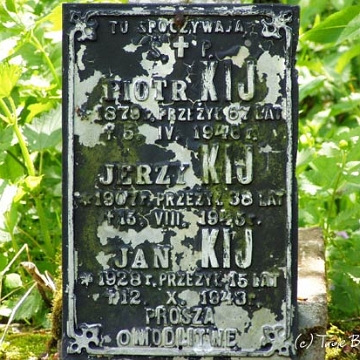 TU SPOCZYWAJĄ
Ś † P.
PIOTR KIJ
* 1879 r. PRZEŻYŁ 67 LAT
† 5. IV. 1946 r.
JERZY KIJ
* 1907 r. PRZEŻYŁ 38 LAT
† 15. VIII. 1945 r.
JAN KIJ
* 1928 r. PRZEŻYŁ 15 LAT
† 12. X. 1943 r.
PROSZĄ
O MODLITWĘ
(c)